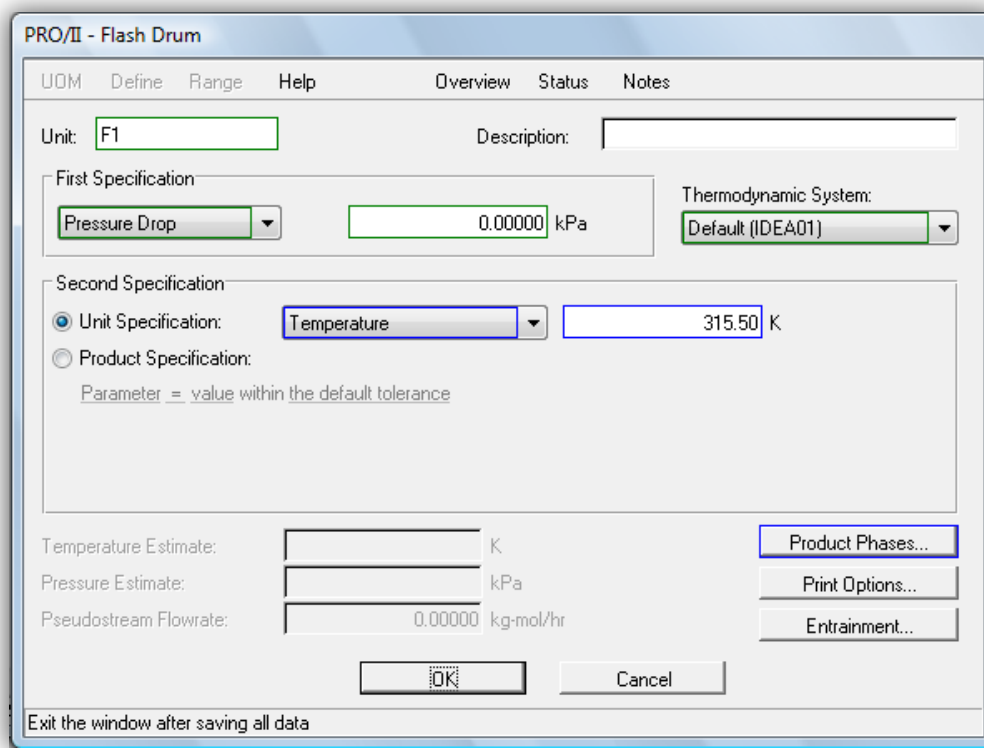 PRO/II - Flash Drum
UOM Define Range Help Overview Status Notes
Unit: F1 Description:
First Specification
Thermodynamic System:
Pressure Drop 0.00000 kPa Default (IDEA01)
Second Specification
Unit Specification: Temperature 315.50 K
Product Specification:
Parameter = value within the default tolerance
Temperature Estimate: K Product Phases...
Pressure Estimate: kPa Print Options...
Pseudostream Flowrate: 0.00000 kg-mol/hr Entrainment...
OK Cancel
Exit the window after saving all data